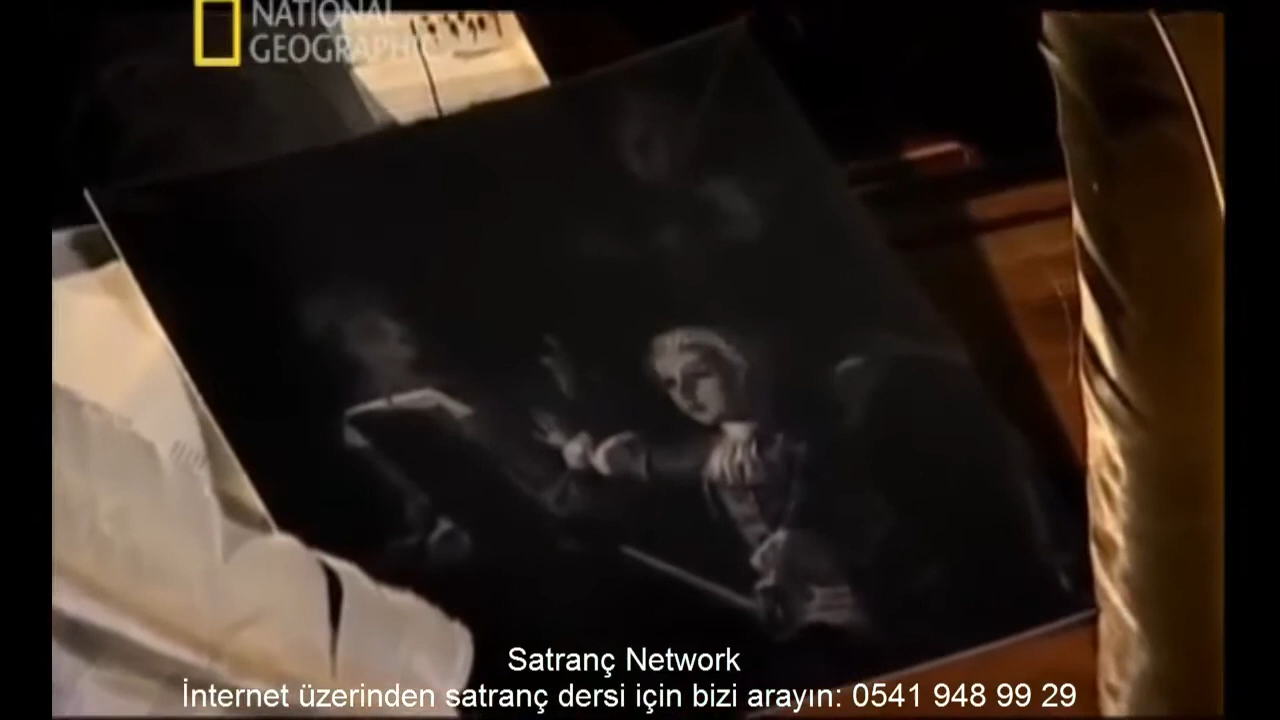 NATIONAL
GEOGRAPHIC
Satranç Network
İnternet üzerinden satranç dersi için bizi arayın: 0541 948 99 29